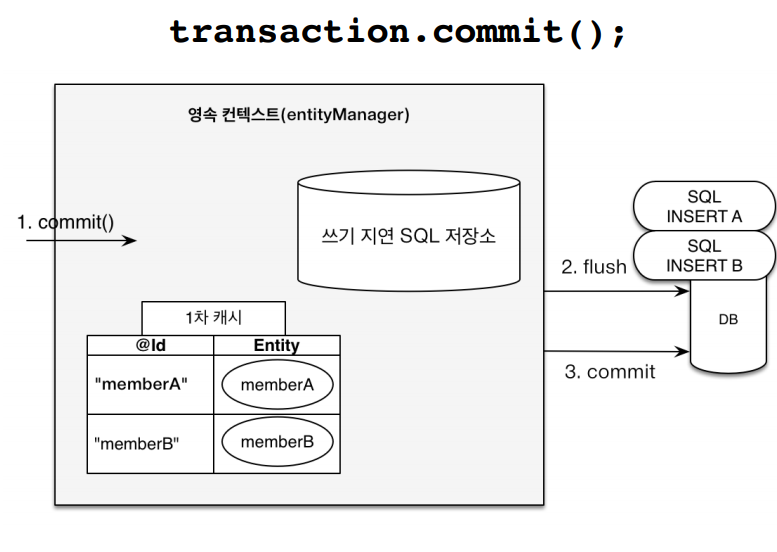 transaction.commit();
영속 컨텍스트(entityManager)
1. commit()
쓰기 지연 SQL 저장소
SQL
INSERT A
SQL
INSERT B
2. flush
DB
3. commit
1차 캐시
@Id Entity
"memberA" memberA
"memberB" memberB